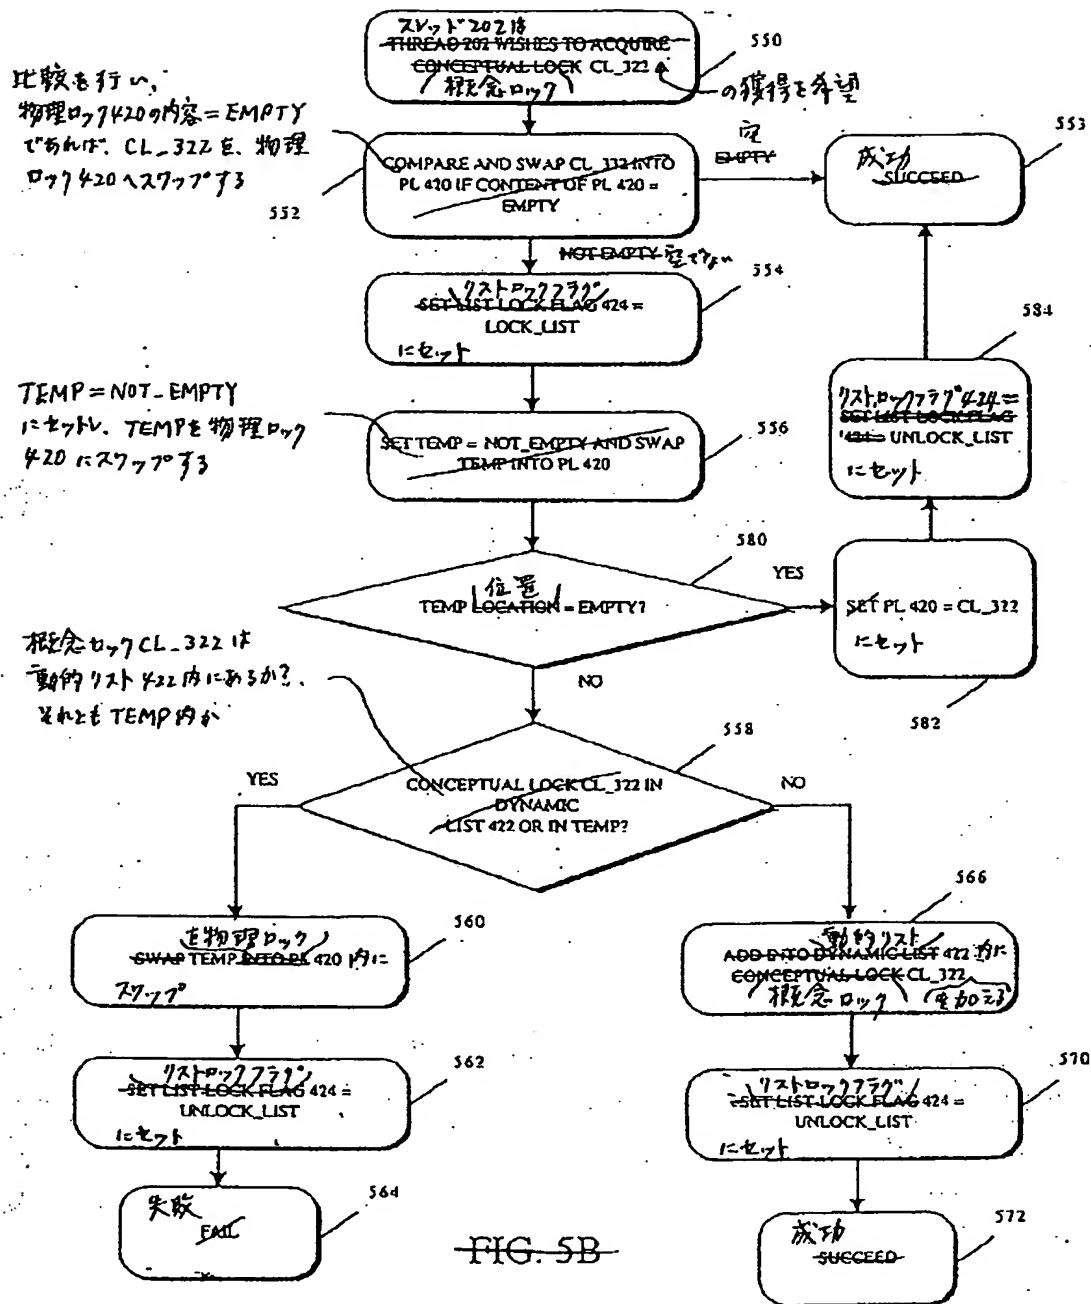 スレッド202は
THREAD 202 WISHES TO ACQUIRE
CONCEPTUAL LOCK CL_322
概念ロック
の獲得を希望
550
比較を行い、
物理ロック420の内容=EMPTY
であれば、CL_322を、物理
ロック420へスワップする
552
COMPARE AND SWAP CL_332 INTO
PL 420 IF CONTENT OF PL 420 =
EMPTY
空
EMPTY
553
成功
SUCCEED
NOT EMPTY 空でない
554
リストロックフラグ
SET LIST LOCK FLAG 424 =
LOCK_LIST
にセット
584
リストロックフラグ424=
SET LIST LOCK FLAG
424 = UNLOCK_LIST
にセット
TEMP=NOT_EMPTY
にセットし、TEMPを物理ロック
420にスワップする
556
SET TEMP = NOT_EMPTY AND SWAP
TEMP INTO PL 420
580
位置
TEMP LOCATION = EMPTY?
YES
SET PL 420 = CL_322
にセット
582
NO
概念ロックCL_322は
動的リスト422内にあるか?、
それともTEMP内か
558
YES
CONCEPTUAL LOCK CL_322 IN
DYNAMIC
LIST 422 OR IN TEMP?
NO
560
を物理ロック
SWAP TEMP INTO PL 420 内に
スワップ
566
動的リスト
ADD INTO DYNAMIC LIST 422 内に
CONCEPTUAL LOCK CL_322
概念ロック
を加える
562
リストロックフラグ
SET LIST LOCK FLAG 424 =
UNLOCK_LIST
にセット
570
リストロックフラグ
SET LIST LOCK FLAG 424 =
UNLOCK_LIST
にセット
564
失敗
FAIL
572
成功
SUCCEED
FIG. 5B